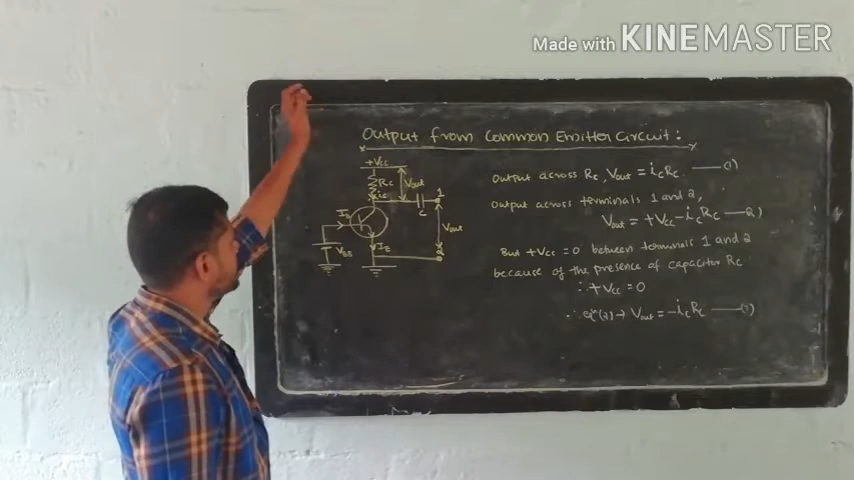 Made with KINEMASTER
Output from Common Emitter Circuit:
+Vcc
Rc
Vout
1
ic
C
IB
Vout
VBB
IE
2
Output across Rc, Vout = icRc. —(1)
Output across terminals 1 and 2,
Vout = +Vcc - icRc —2)
But +Vcc = 0 between terminals 1 and 2
because of the presence of capacitor Rc
∴ +Vcc = 0
∴ eqn(2) → Vout = -icRc